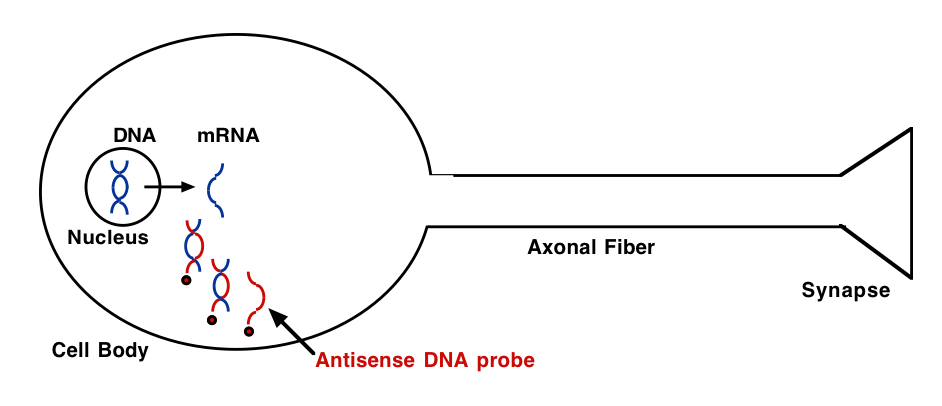 DNA
mRNA
Nucleus
Axonal Fiber
Synapse
Cell Body
Antisense DNA probe